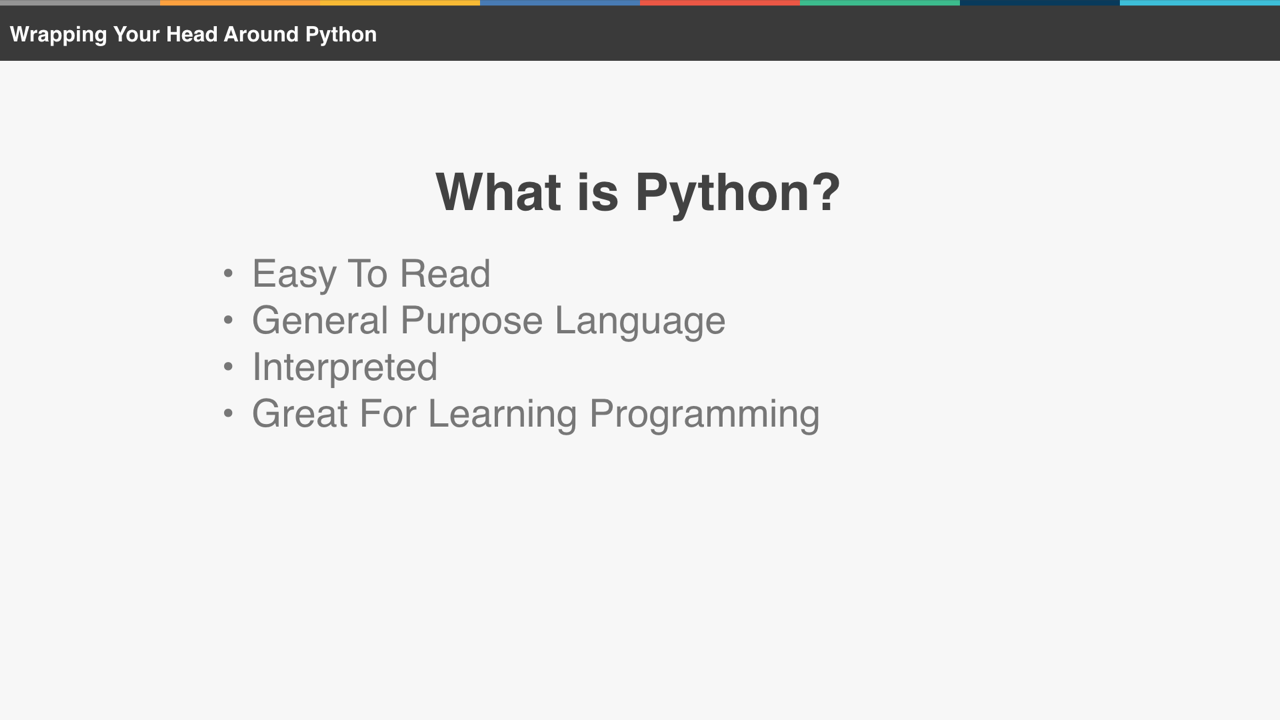 Wrapping Your Head Around Python
What is Python?
• Easy To Read
• General Purpose Language
• Interpreted
• Great For Learning Programming